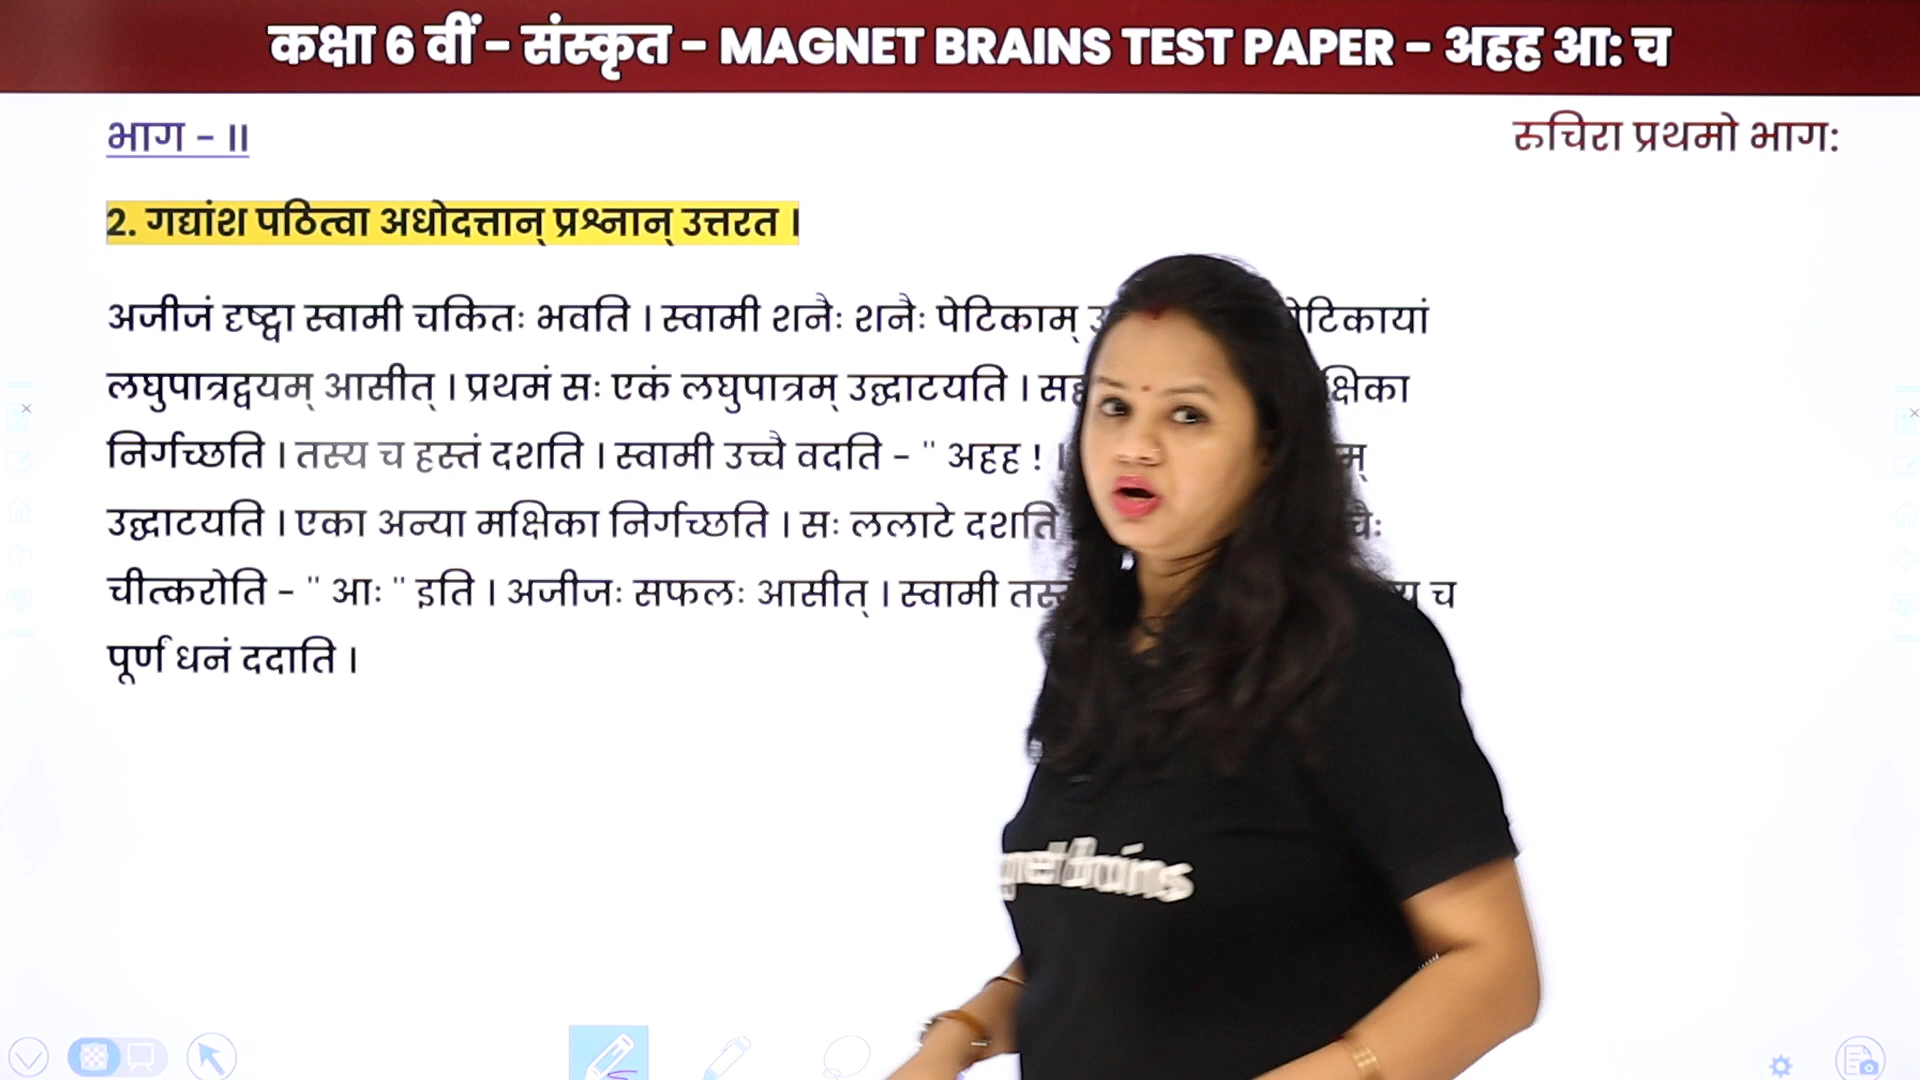 कक्षा 6 वीं - संस्कृत - MAGNET BRAINS TEST PAPER - अहह आ: च
भाग - II
रुचिरा प्रथमो भाग:
2. गद्यांश पठित्वा अधोदत्तान् प्रश्नान् उत्तरत ।
अजीजं दृष्ट्वा स्वामी चकितः भवति । स्वामी शनैः शनैः पेटिकाम्
लघुपात्रद्वयम् आसीत् । प्रथमं सः एकं लघुपात्रम् उद्घाटयति ।
निर्गच्छति । तस्य च हस्तं दशति । स्वामी उच्चै वदति - " अहह ! ।
उद्घाटयति । एका अन्या मक्षिका निर्गच्छति । सः ललाटे दशति
चीत्करोति - " आः " इति । अजीजः सफलः आसीत् । स्वामी च
पूर्ण धनं ददाति ।